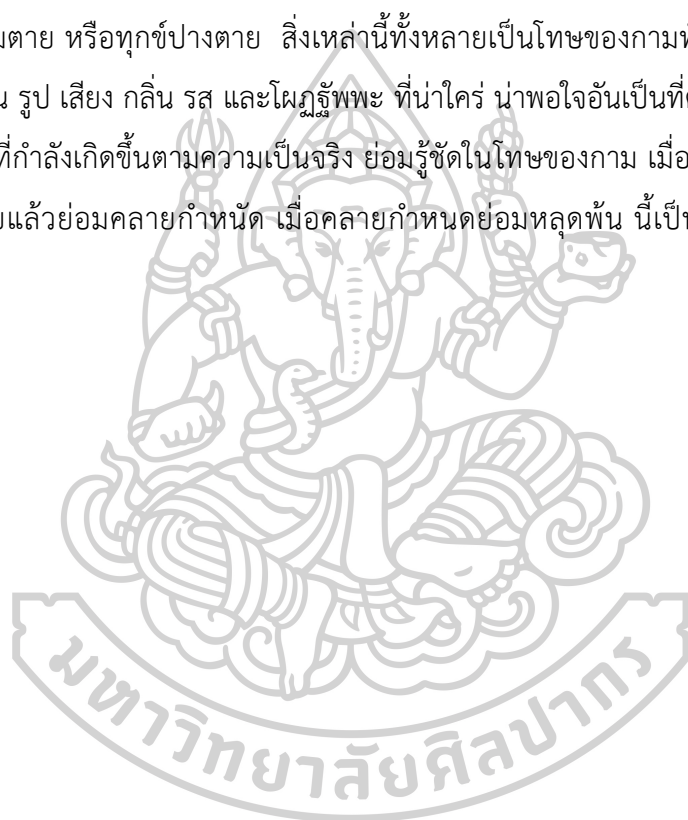 มตาย หรือทุกข์ปางตาย สิ่งเหล่านี้ทั้งหลายเป็นโทษของกาม
รูป เสียง กลิ่น รส และโผฏฐัพพะ ที่น่าใคร่ น่าพอใจอันเป็นที่
ที่กำลังเกิดขึ้นตามความเป็นจริง ย่อมรู้ชัดในโทษของกาม เมื่อ
แล้วย่อมคลายกำหนัด เมื่อคลายกำหนดย่อมหลุดพ้น นี้เป็น
มหาวิทยาลัยศิลปากร